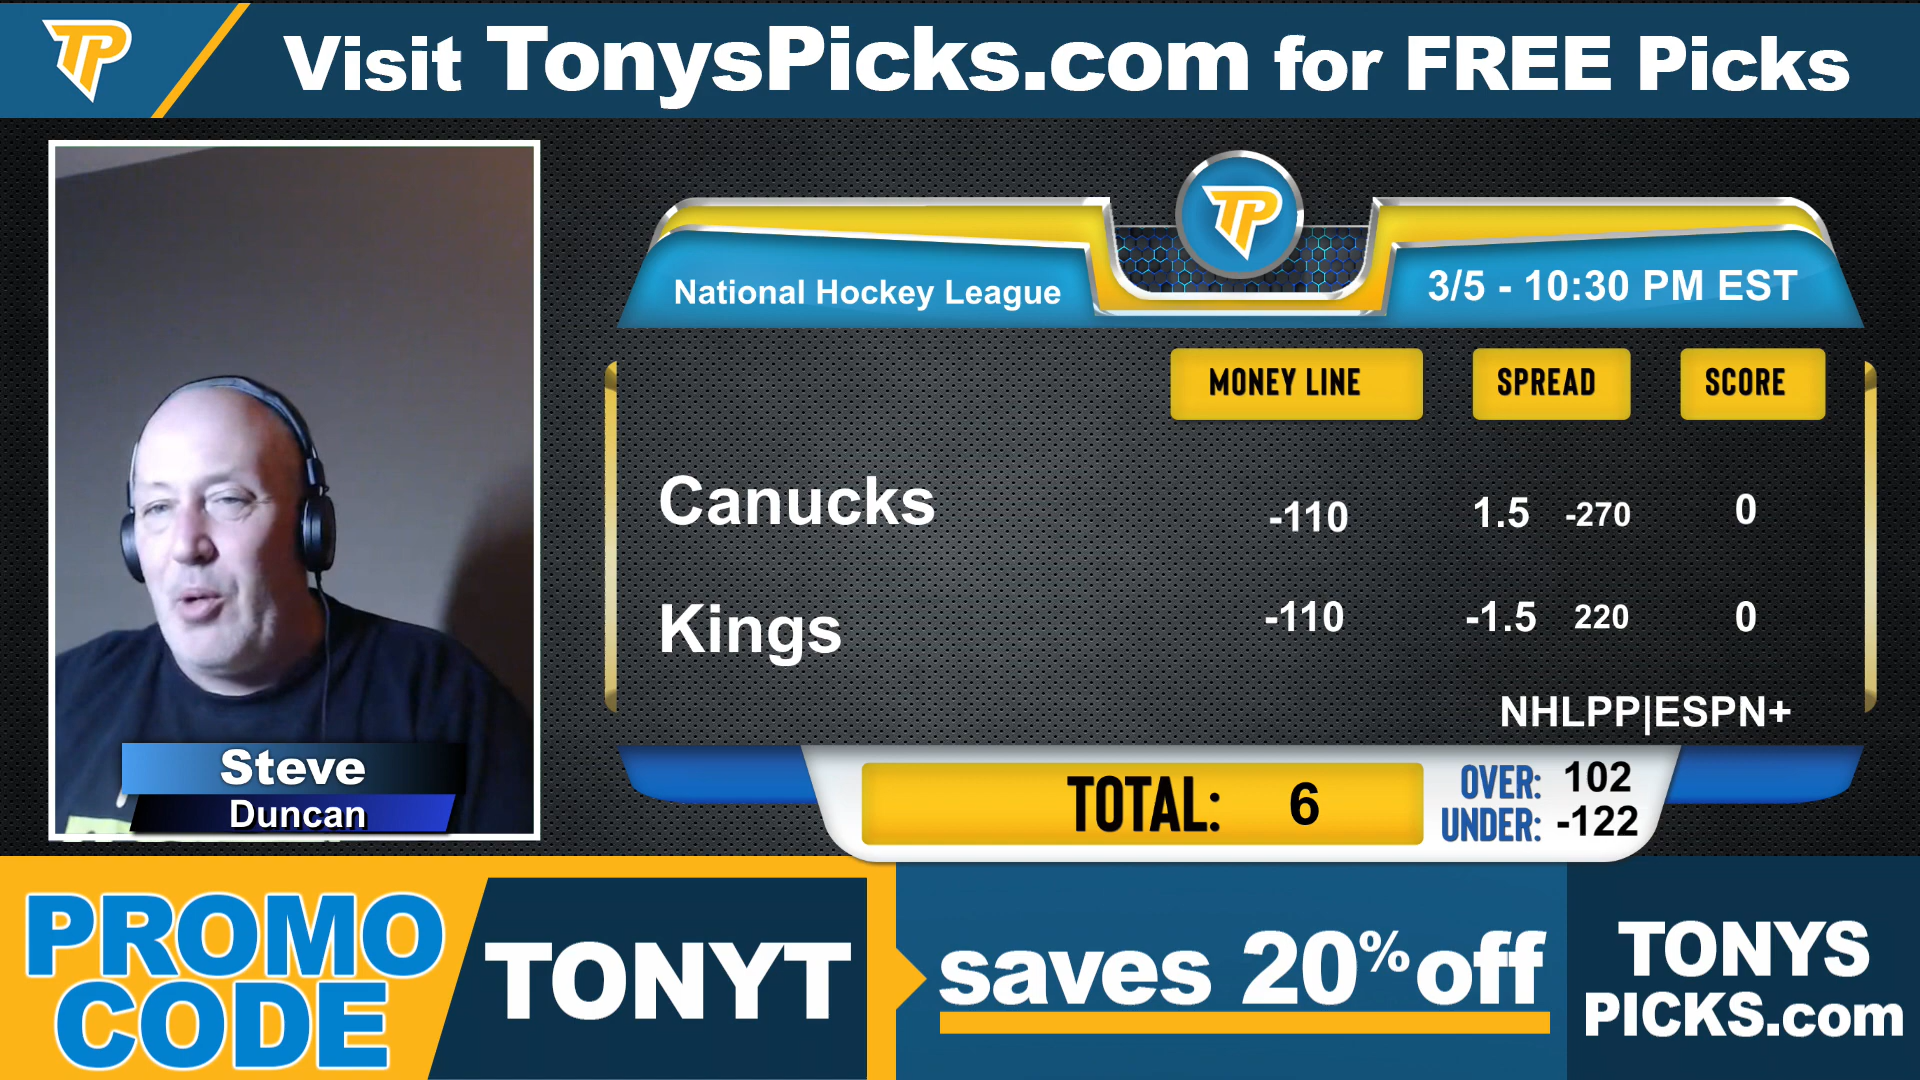 TP Visit TonysPicks.com for FREE Picks
TP
National Hockey League
3/5 - 10:30 PM EST
MONEY LINE SPREAD SCORE
Canucks -110 1.5 -270 0
Kings -110 -1.5 220 0
NHLPP|ESPN+
TOTAL: 6
OVER: 102
UNDER: -122
Steve
Duncan
PROMO
CODE
TONYT
saves 20% off
TONYS
PICKS.com